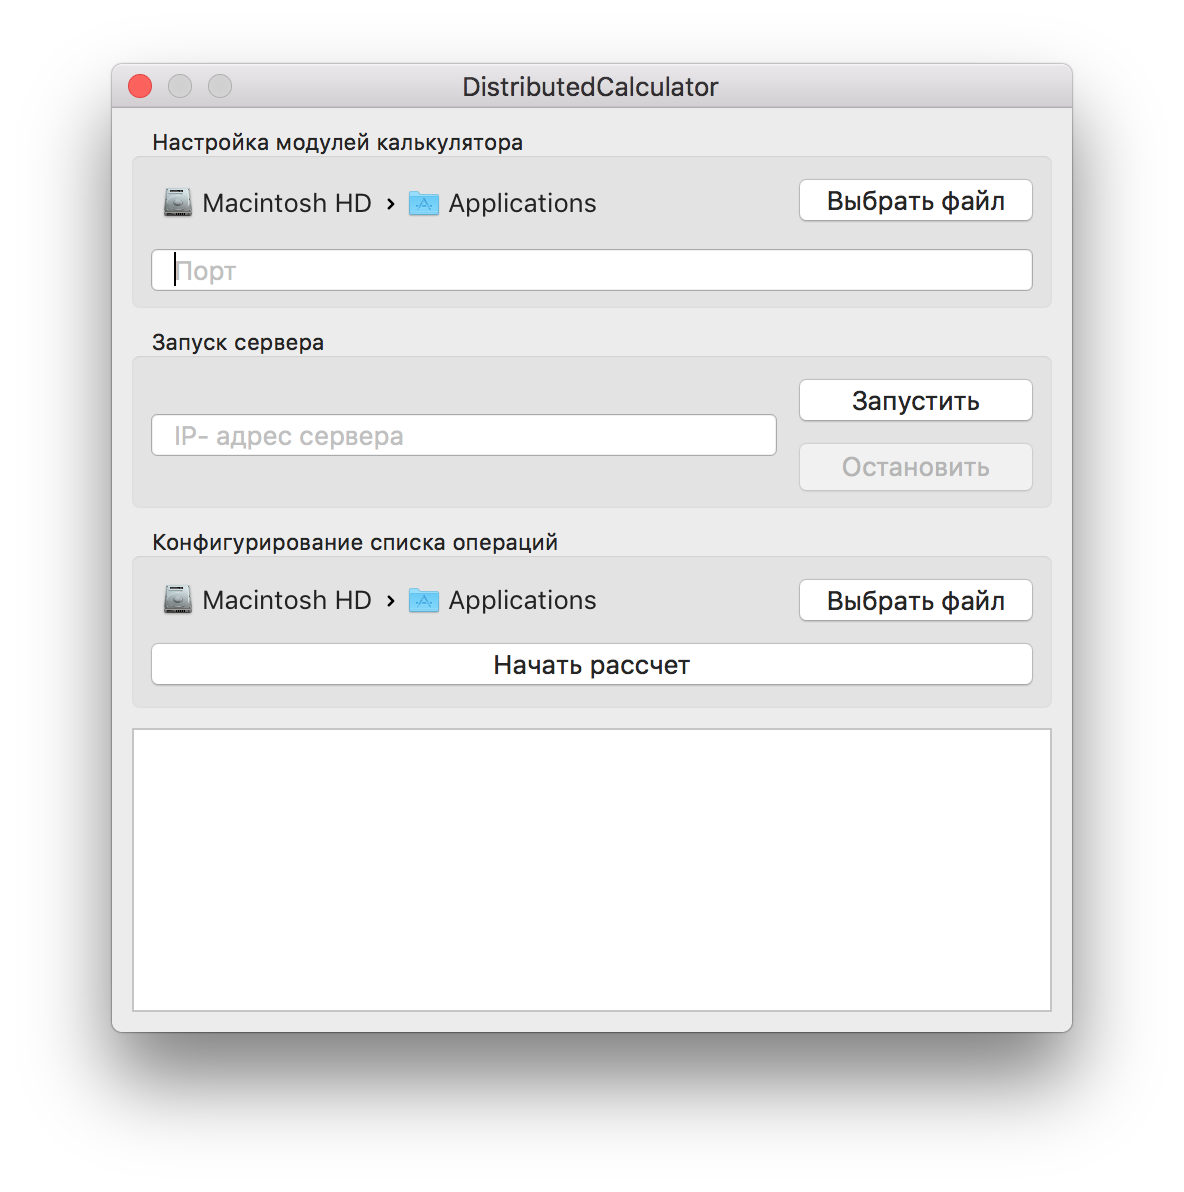 DistributedCalculator
Настройка модулей калькулятора
Macintosh HD › Applications
Выбрать файл
Порт
Запуск сервера
Запустить
IP- адрес сервера
Остановить
Конфигурирование списка операций
Macintosh HD › Applications
Выбрать файл
Начать рассчет